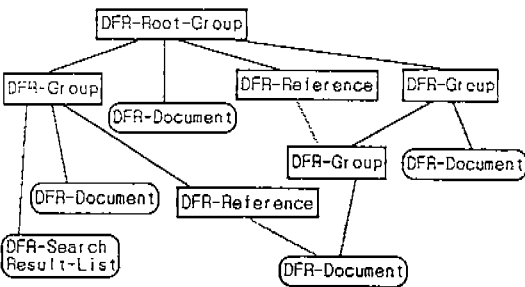 DFR-Root-Group
DFR-Group
DFR-Reference
DFR-Group
DFR-Document
DFR-Group
DFR-Document
DFR-Document
DFR-Reference
DFR-Search
Result-List
DFR-Document